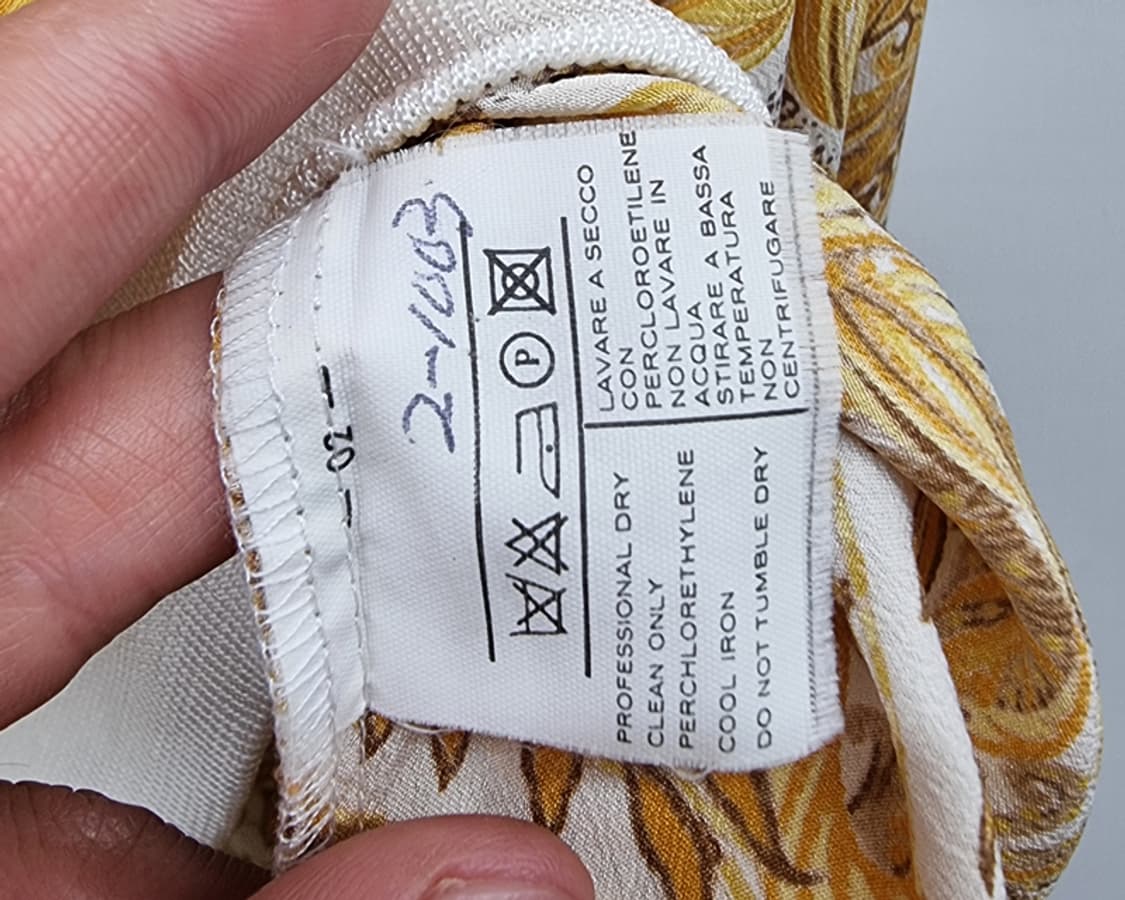 2-1003
02
P
LAVARE A SECCO
CON
PERCLOROETILENE
NON LAVARE IN
ACQUA
STIRARE A BASSA
TEMPERATURA
NON
CENTRIFUGARE
PROFESSIONAL DRY
CLEAN ONLY
PERCHLORETHYLENE
COOL IRON
DO NOT TUMBLE DRY